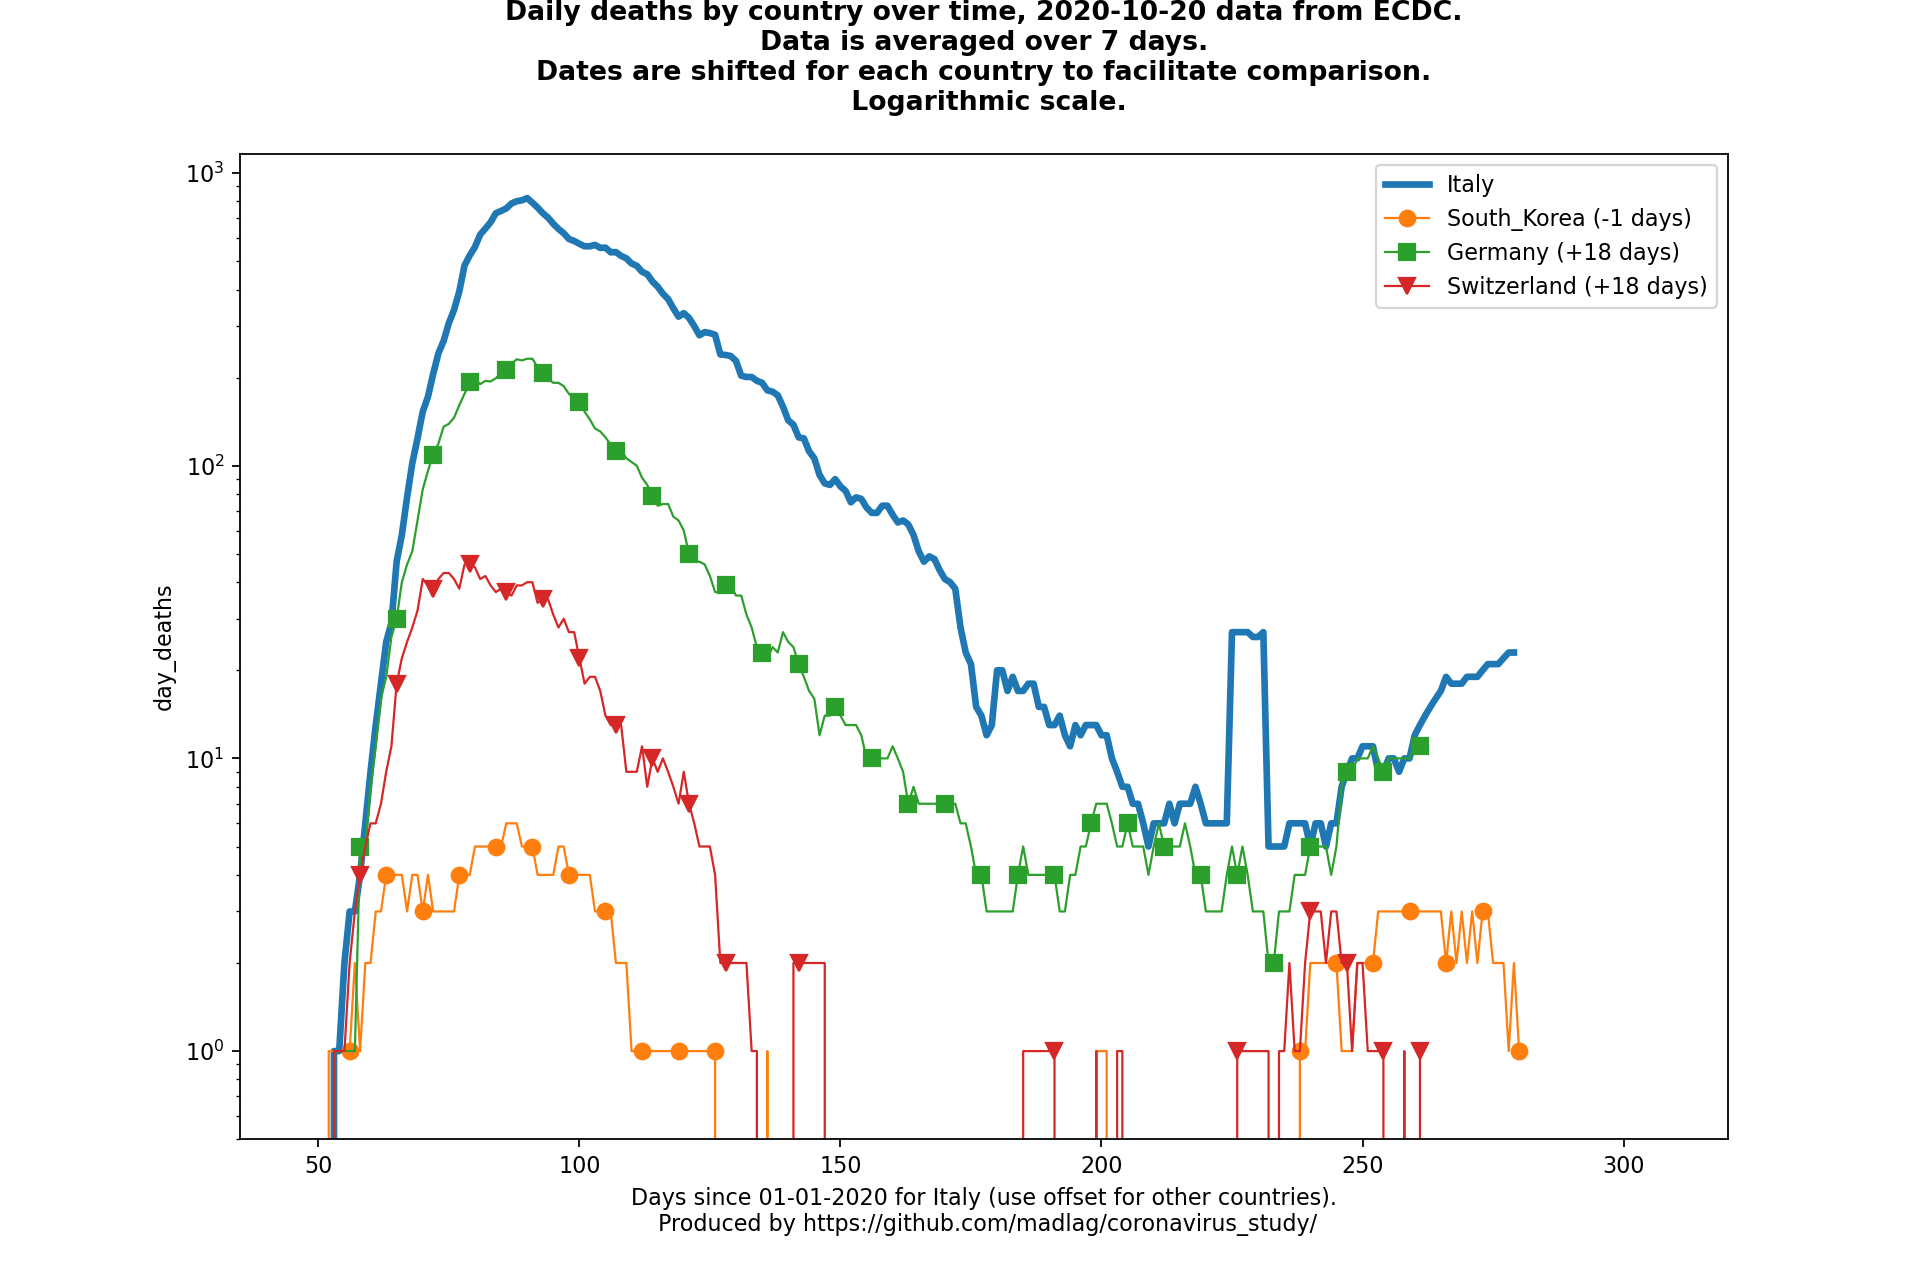 Daily deaths by country over time, 2020-10-20 data from ECDC.
Data is averaged over 7 days.
Dates are shifted for each country to facilitate comparison.
Logarithmic scale.
10³
10²
10¹
10⁰
day_deaths
Italy
South_Korea (-1 days)
Germany (+18 days)
Switzerland (+18 days)
50 100 150 200 250 300
Days since 01-01-2020 for Italy (use offset for other countries).
Produced by https://github.com/madlag/coronavirus_study/